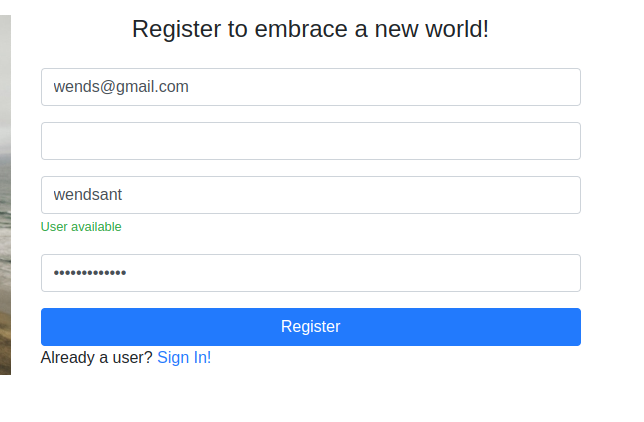 Register to embrace a new world!
wends@gmail.com
wendsant
User available
•••••••••••••
Register
Already a user? Sign In!